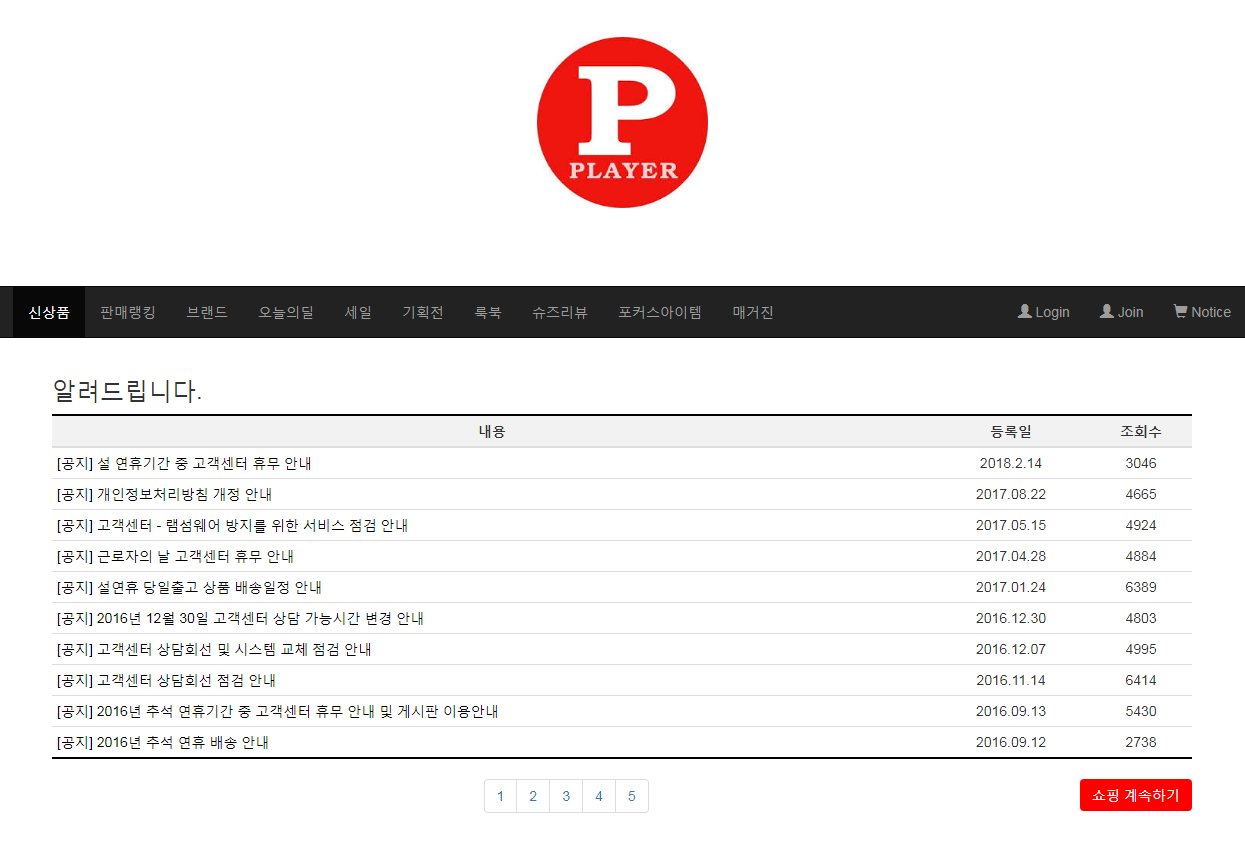 P
PLAYER
신상품 판매랭킹 브랜드 오늘의딜 세일 기획전 룩북 슈즈리뷰 포커스아이템 매거진 Login Join Notice
알려드립니다.
내용 등록일 조회수
[공지] 설 연휴기간 중 고객센터 휴무 안내 2018.2.14 3046
[공지] 개인정보처리방침 개정 안내 2017.08.22 4665
[공지] 고객센터 - 램섬웨어 방지를 위한 서비스 점검 안내 2017.05.15 4924
[공지] 근로자의 날 고객센터 휴무 안내 2017.04.28 4884
[공지] 설연휴 당일출고 상품 배송일정 안내 2017.01.24 6389
[공지] 2016년 12월 30일 고객센터 상담 가능시간 변경 안내 2016.12.30 4803
[공지] 고객센터 상담회선 및 시스템 교체 점검 안내 2016.12.07 4995
[공지] 고객센터 상담회선 점검 안내 2016.11.14 6414
[공지] 2016년 추석 연휴기간 중 고객센터 휴무 안내 및 게시판 이용안내 2016.09.13 5430
[공지] 2016년 추석 연휴 배송 안내 2016.09.12 2738
1 2 3 4 5 쇼핑 계속하기